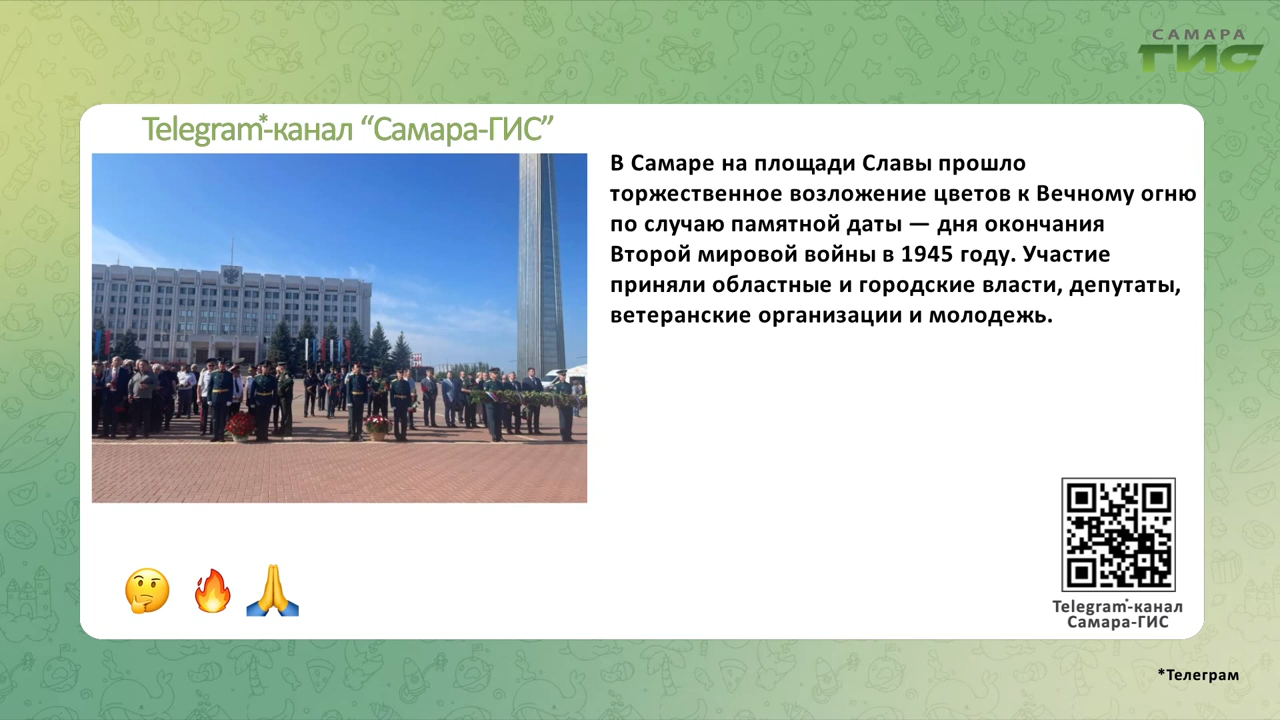 САМАРА
ГИС
Telegram*-канал “Самара-ГИС”
В Самаре на площади Славы прошло
торжественное возложение цветов к Вечному огню
по случаю памятной даты — дня окончания
Второй мировой войны в 1945 году. Участие
приняли областные и городские власти, депутаты,
ветеранские организации и молодежь.
Telegram*-канал
Самара-ГИС
*Телеграм